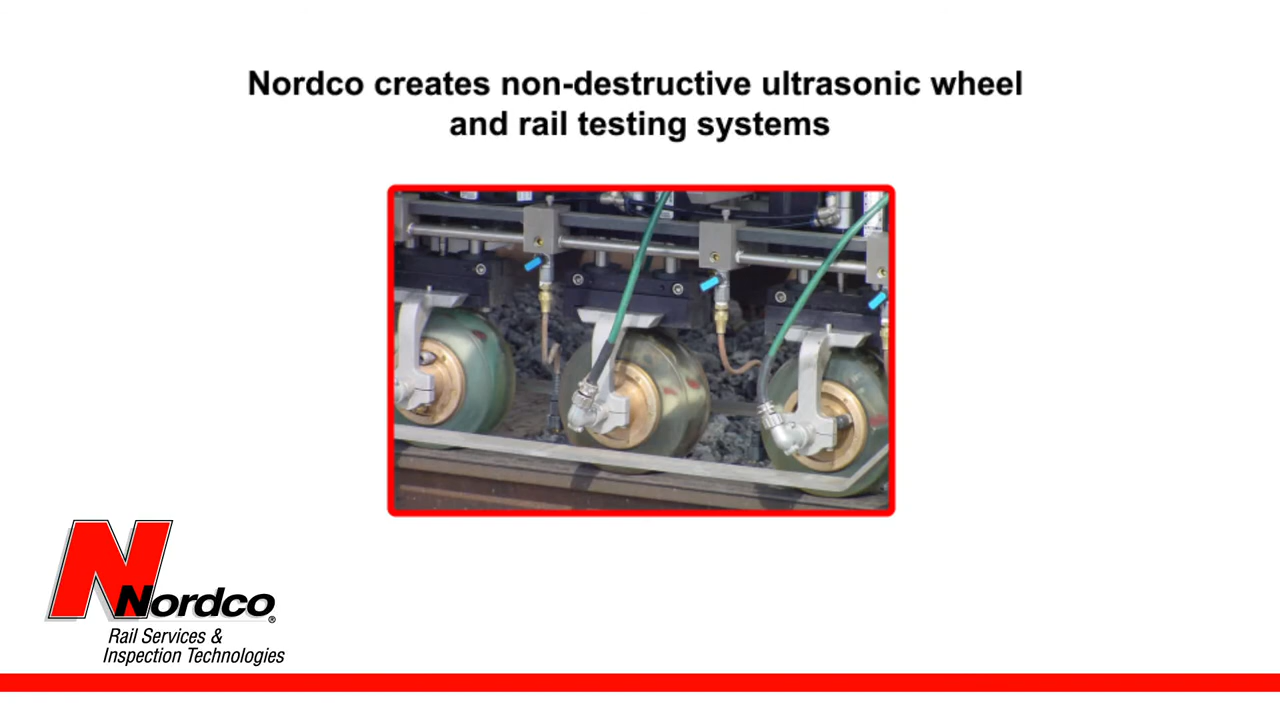 Nordco creates non-destructive ultrasonic wheel
and rail testing systems
Nordco®
Rail Services &
Inspection Technologies